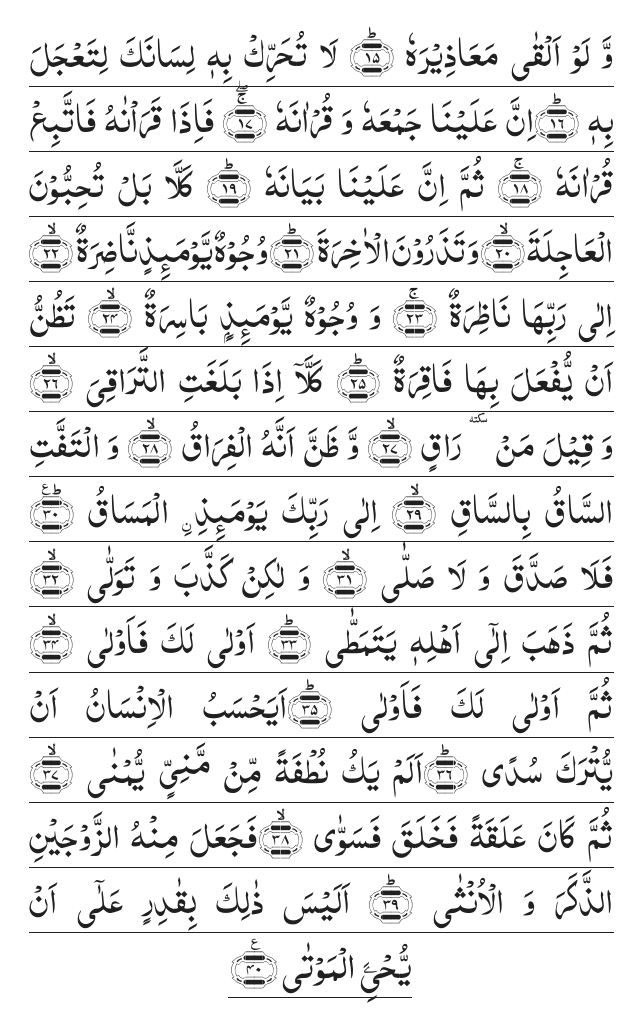 وَّ لَوْ اَلْقٰى مَعَاذِيْرَهٗ ؕ﴿۱۵﴾ لَا تُحَرِّكْ بِهٖ لِسَانَكَ لِتَعْجَلَ
بِهٖ ؕ﴿۱۶﴾ اِنَّ عَلَيْنَا جَمْعَهٗ وَ قُرْاٰنَهٗ ۚۖ﴿۱۷﴾ فَاِذَا قَرَاْنٰهُ فَاتَّبِعْ
قُرْاٰنَهٗ ۚ﴿۱۸﴾ ثُمَّ اِنَّ عَلَيْنَا بَيَانَهٗ ؕ﴿۱۹﴾ كَلَّا بَلْ تُحِبُّوْنَ
الْعَاجِلَةَ ۙ﴿۲۰﴾ وَ تَذَرُوْنَ الْاٰخِرَةَ ؕ﴿۲۱﴾ وُجُوْهٌ يَّوْمَىِٕذٍ نَّاضِرَةٌ ۙ﴿۲۲﴾
اِلٰى رَبِّهَا نَاظِرَةٌ ۚ﴿۲۳﴾ وَ وُجُوْهٌ يَّوْمَىِٕذٍۭ بَاسِرَةٌ ۙ﴿۲۴﴾ تَظُنُّ
اَنْ يُّفْعَلَ بِهَا فَاقِرَةٌ ؕ﴿۲۵﴾ كَلَّاۤ اِذَا بَلَغَتِ التَّرَاقِىَ ۙ﴿۲۶﴾
وَ قِيْلَ مَنْ ٚ سكته رَاقٍ ۙ﴿۲۷﴾ وَّ ظَنَّ اَنَّهُ الْفِرَاقُ ۙ﴿۲۸﴾ وَ الْتَفَّتِ
السَّاقُ بِالسَّاقِ ۙ﴿۲۹﴾ اِلٰى رَبِّكَ يَوْمَىِٕذِ ِ۟الْمَسَاقُ ؕع﴿۳۰﴾
فَلَا صَدَّقَ وَ لَا صَلّٰى ۙ﴿۳۱﴾ وَ لٰكِنْ كَذَّبَ وَ تَوَلّٰى ۙ﴿۳۲﴾
ثُمَّ ذَهَبَ اِلٰۤى اَهْلِهٖ يَتَمَطّٰى ؕ﴿۳۳﴾ اَوْلٰى لَكَ فَاَوْلٰى ۙ﴿۳۴﴾
ثُمَّ اَوْلٰى لَكَ فَاَوْلٰى ؕ﴿۳۵﴾ اَيَحْسَبُ الْاِنْسَانُ اَنْ
يُّتْرَكَ سُدًى ؕ﴿۳۶﴾ اَلَمْ يَكُ نُطْفَةً مِّنْ مَّنِىٍّ يُّمْنٰى ۙ﴿۳۷﴾
ثُمَّ كَانَ عَلَقَةً فَخَلَقَ فَسَوّٰى ۙ﴿۳۸﴾ فَجَعَلَ مِنْهُ الزَّوْجَيْنِ
الذَّكَرَ وَ الْاُنْثٰى ؕ﴿۳۹﴾ اَلَيْسَ ذٰلِكَ بِقٰدِرٍ عَلٰۤى اَنْ
يُّحْیِۦَ الْمَوْتٰى ع﴿۴۰﴾